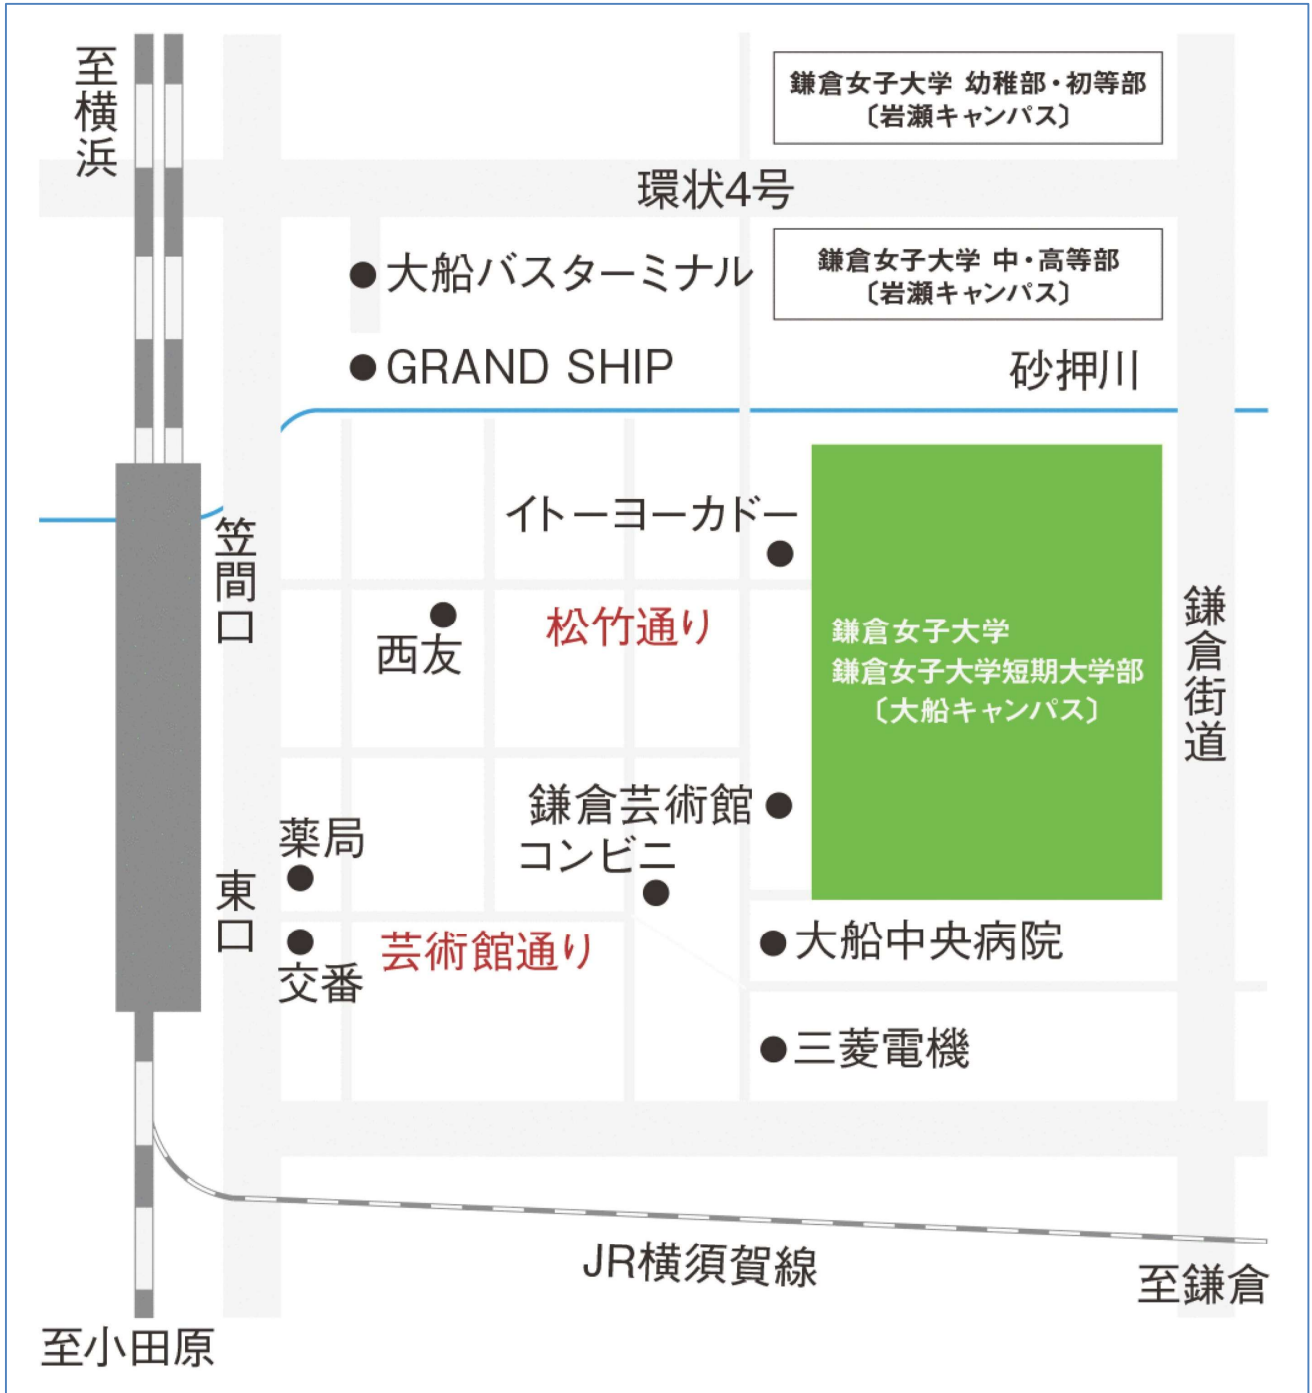 至横浜
鎌倉女子大学 幼稚部・初等部
〔岩瀬キャンパス〕
環状4号
大船バスターミナル
鎌倉女子大学 中・高等部
〔岩瀬キャンパス〕
GRAND SHIP
砂押川
イトーヨーカドー
笠間口
西友
松竹通り
鎌倉女子大学
鎌倉女子大学短期大学部
〔大船キャンパス〕
鎌倉街道
鎌倉芸術館
コンビニ
薬局
東口
芸術館通り
交番
大船中央病院
三菱電機
JR横須賀線
至鎌倉
至小田原